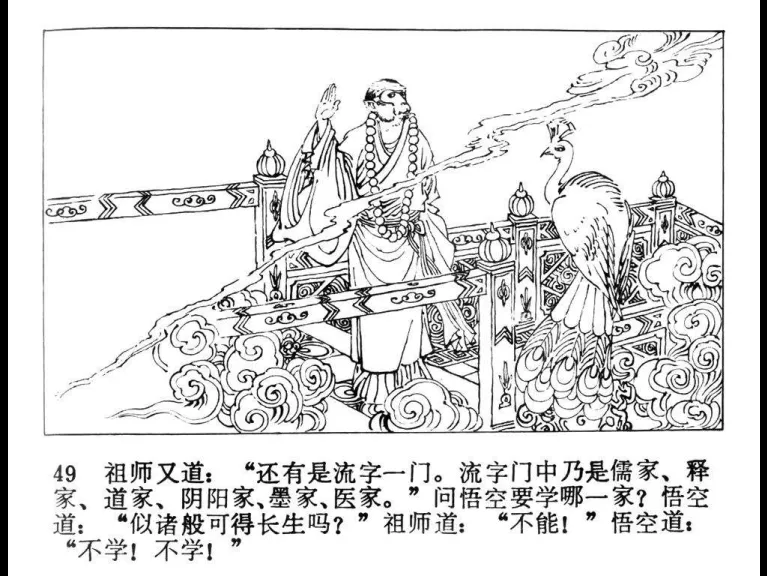 49 祖师又道：“还有是流字一门。流字门中乃是儒家、释
家、道家、阴阳家、墨家、医家。”问悟空要学哪一家？悟空
道：“似诸般可得长生吗？”祖师道：“不能！”悟空道：
“不学！不学！”